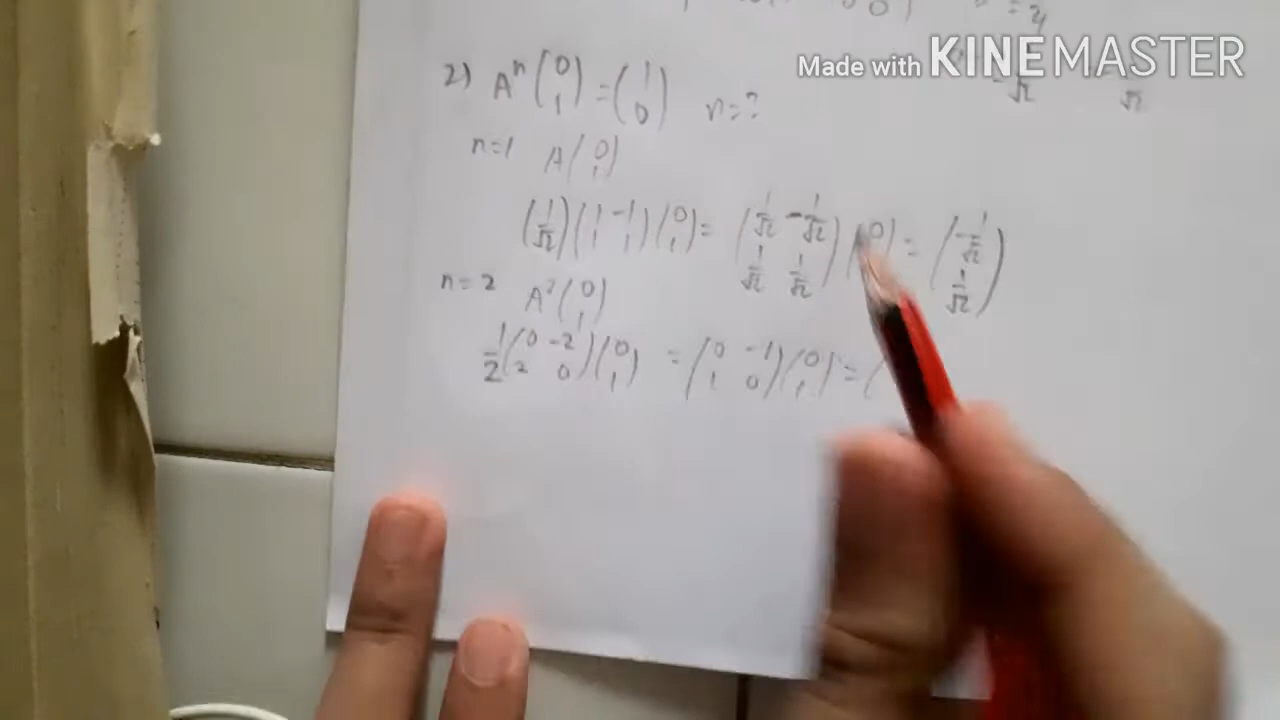 Made with KINEMASTER
2) Aⁿ (0 1) = (1 0) n=?
n=1 A (0 1)
(1/√2) (1 -1 1 1) (0 1) = (1/√2 -1/√2 1/√2 1/√2) ( 0 ) = (-1/√2 1/√2)
n=2 A² (0 1)
1/2 (0 -2 2 0) (0 1) = (0 -1 1 0) (0 1) = (